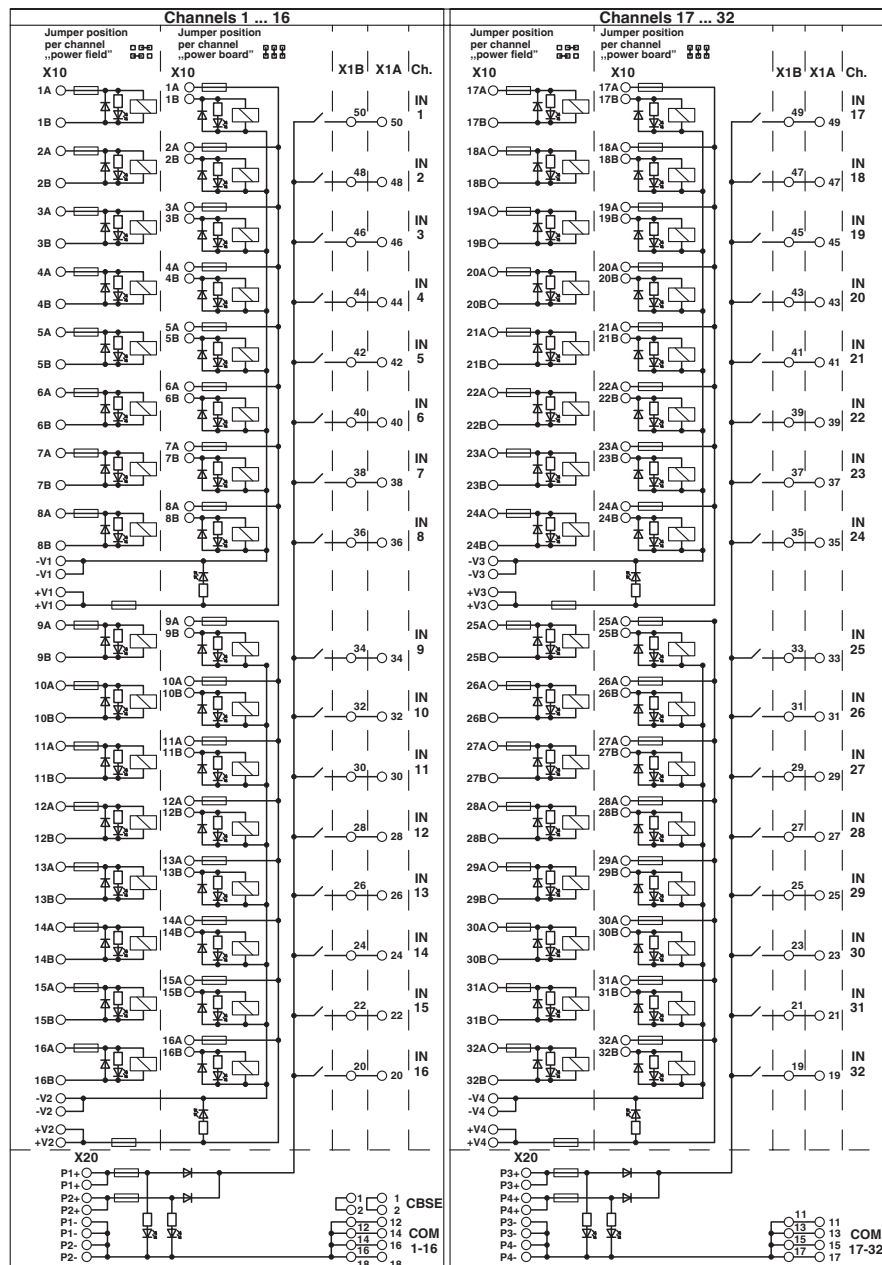 Channels 1 ... 16
Jumper position per channel „power field”
Jumper position per channel „power board”
X10
X10
X1B
X1A
Ch.
1A
1B
1A
1B
50
50
IN 1
2A
2B
2A
2B
48
48
IN 2
3A
3B
3A
3B
46
46
IN 3
4A
4B
4A
4B
44
44
IN 4
5A
5B
5A
5B
42
42
IN 5
6A
6B
6A
6B
40
40
IN 6
7A
7B
7A
7B
38
38
IN 7
8A
8B
8A
8B
36
36
IN 8
-V1
-V1
+V1
+V1
9A
9B
9A
9B
34
34
IN 9
10A
10B
10A
10B
32
32
IN 10
11A
11B
11A
11B
30
30
IN 11
12A
12B
12A
12B
28
28
IN 12
13A
13B
13A
13B
26
26
IN 13
14A
14B
14A
14B
24
24
IN 14
15A
15B
15A
15B
22
22
IN 15
16A
16B
16A
16B
20
20
IN 16
-V2
-V2
+V2
+V2
X20
P1+
P1+
P2+
P2+
P1-
P1-
P2-
P2-
1
1
2
2
CBSE
12
12
14
14
16
16
18
18
COM 1-16
Channels 17 ... 32
Jumper position per channel „power field”
Jumper position per channel „power board”
X10
X10
X1B
X1A
Ch.
17A
17B
17A
17B
49
49
IN 17
18A
18B
18A
18B
47
47
IN 18
19A
19B
19A
19B
45
45
IN 19
20A
20B
20A
20B
43
43
IN 20
21A
21B
21A
21B
41
41
IN 21
22A
22B
22A
22B
39
39
IN 22
23A
23B
23A
23B
37
37
IN 23
24A
24B
24A
24B
35
35
IN 24
-V3
-V3
+V3
+V3
25A
25B
25A
25B
33
33
IN 25
26A
26B
26A
26B
31
31
IN 26
27A
27B
27A
27B
29
29
IN 27
28A
28B
28A
28B
27
27
IN 28
29A
29B
29A
29B
25
25
IN 29
30A
30B
30A
30B
23
23
IN 30
31A
31B
31A
31B
21
21
IN 31
32A
32B
32A
32B
19
19
IN 32
-V4
-V4
+V4
+V4
X20
P3+
P3+
P4+
P4+
P3-
P3-
P4-
P4-
11
11
13
13
15
15
17
17
COM 17-32